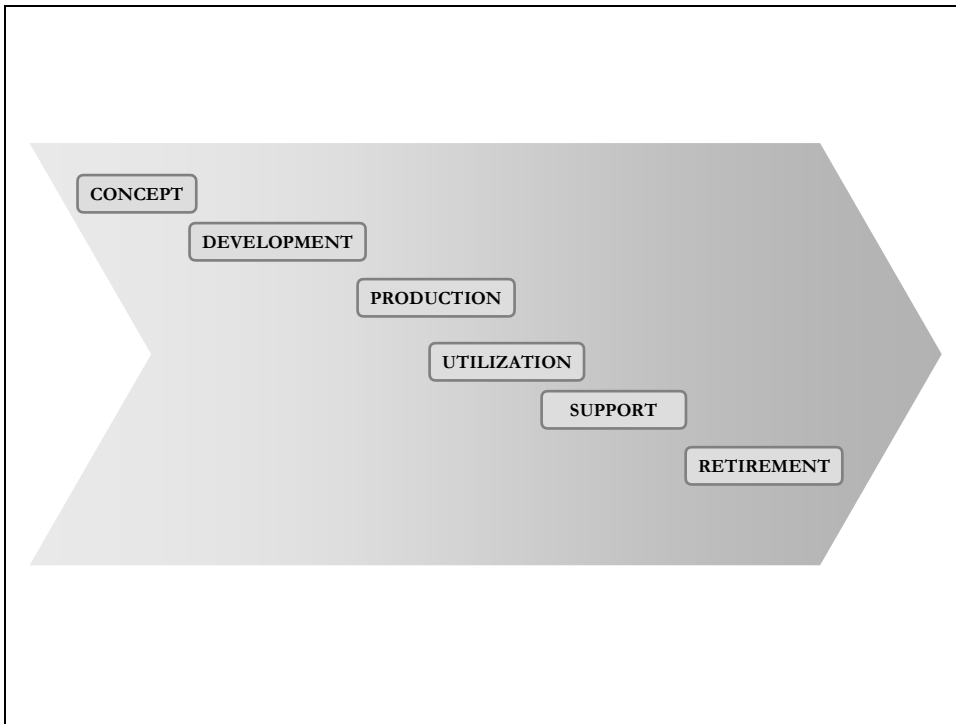 CONCEPT
DEVELOPMENT
PRODUCTION
UTILIZATION
SUPPORT
RETIREMENT